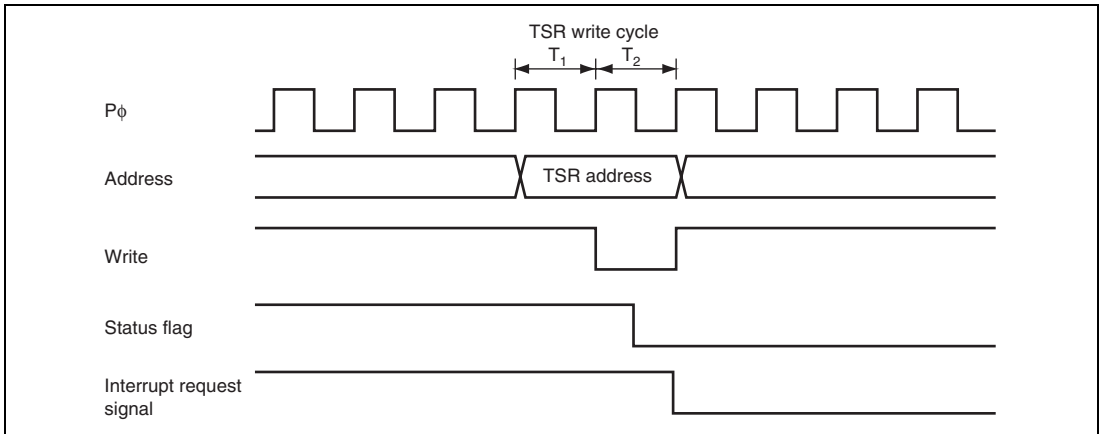 TSR write cycle
T1 T2
Pφ
Address
TSR address
Write
Status flag
Interrupt request
signal